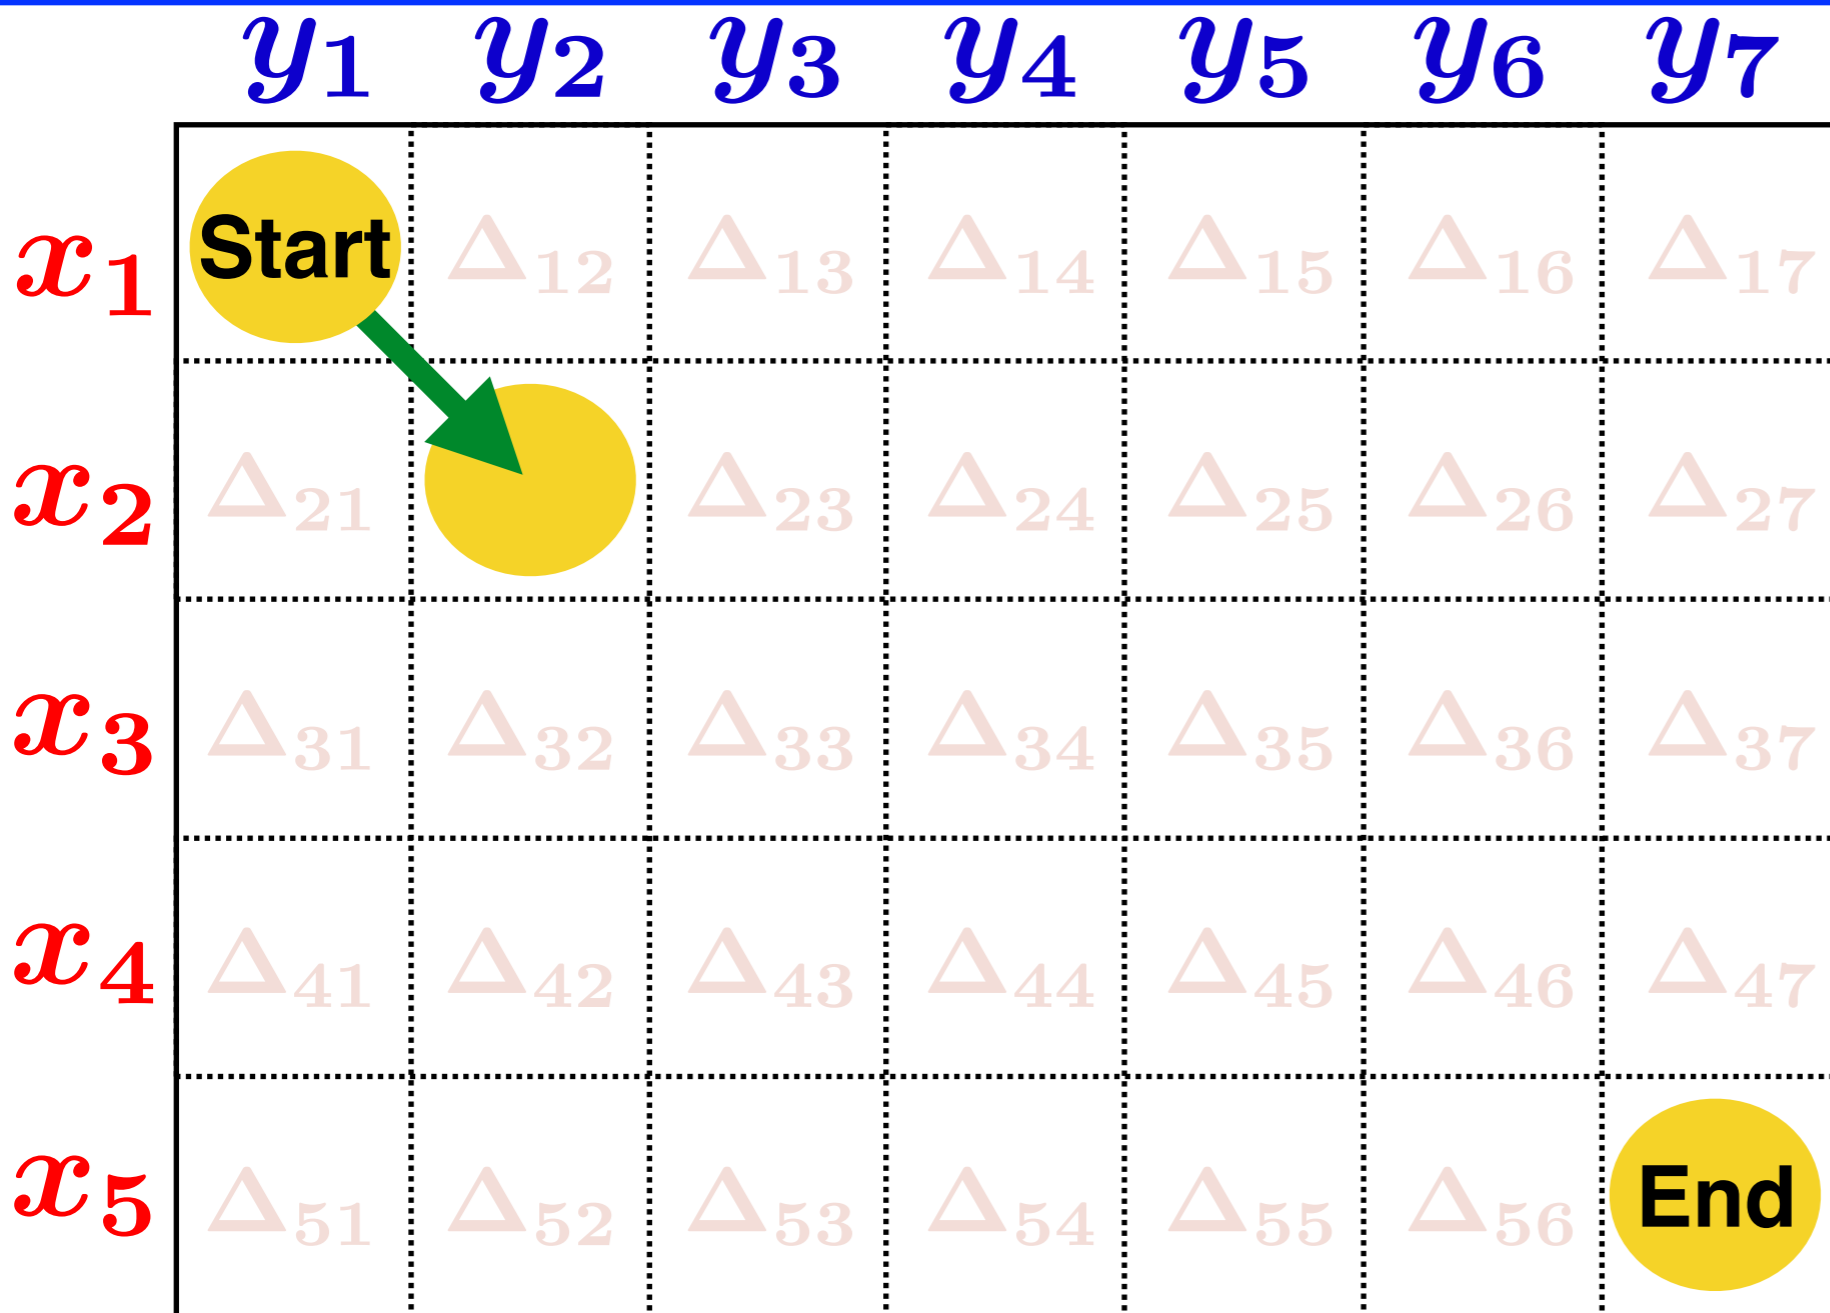 y₁ y₂ y₃ y₄ y₅ y₆ y₇
x₁ Start Δ₁₂ Δ₁₃ Δ₁₄ Δ₁₅ Δ₁₆ Δ₁₇
x₂ Δ₂₁ Δ₂₃ Δ₂₄ Δ₂₅ Δ₂₆ Δ₂₇
x₃ Δ₃₁ Δ₃₂ Δ₃₃ Δ₃₄ Δ₃₅ Δ₃₆ Δ₃₇
x₄ Δ₄₁ Δ₄₂ Δ₄₃ Δ₄₄ Δ₄₅ Δ₄₆ Δ₄₇
x₅ Δ₅₁ Δ₅₂ Δ₅₃ Δ₅₄ Δ₅₅ Δ₅₆ End